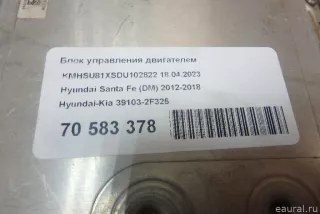 Блок управления двигателем
KMHSU81XSDU102822 18.04.2023
Hyundai Santa Fe (DM) 2012-2018
Hyundai-Kia 39103-2F325
70 583 378
eaural.ru